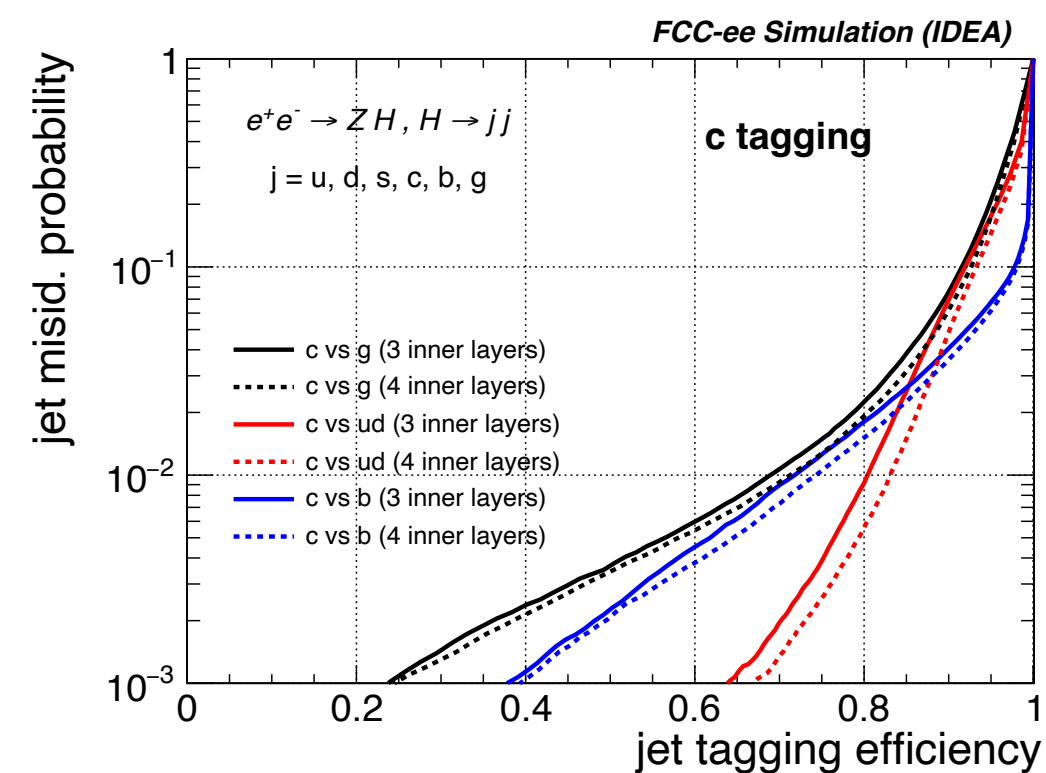 FCC-ee Simulation (IDEA)
jet misid. probability
1
10⁻¹
10⁻²
10⁻³
e⁺e⁻ → Z H , H → j j
j = u, d, s, c, b, g
c tagging
c vs g (3 inner layers)
c vs g (4 inner layers)
c vs ud (3 inner layers)
c vs ud (4 inner layers)
c vs b (3 inner layers)
c vs b (4 inner layers)
0 0.2 0.4 0.6 0.8 1
jet tagging efficiency